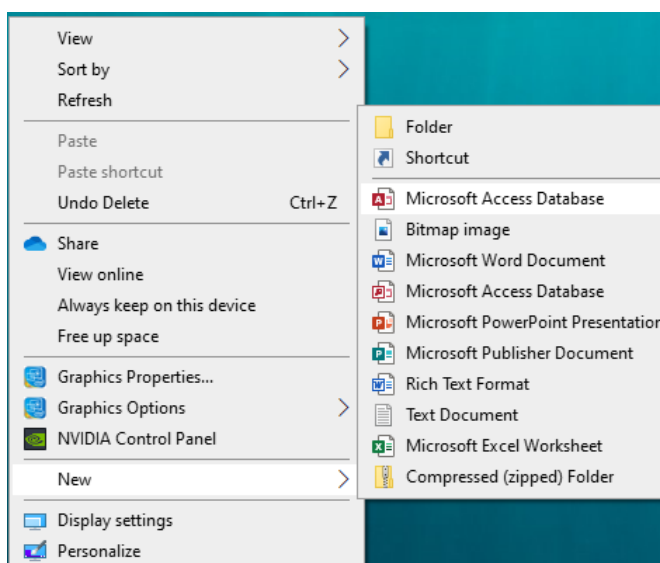 View
Sort by
Refresh
Paste
Paste shortcut
Undo Delete Ctrl+Z
Share
View online
Always keep on this device
Free up space
Graphics Properties...
Graphics Options
NVIDIA Control Panel
New
Display settings
Personalize
Folder
Shortcut
Microsoft Access Database
Bitmap image
Microsoft Word Document
Microsoft Access Database
Microsoft PowerPoint Presentation
Microsoft Publisher Document
Rich Text Format
Text Document
Microsoft Excel Worksheet
Compressed (zipped) Folder